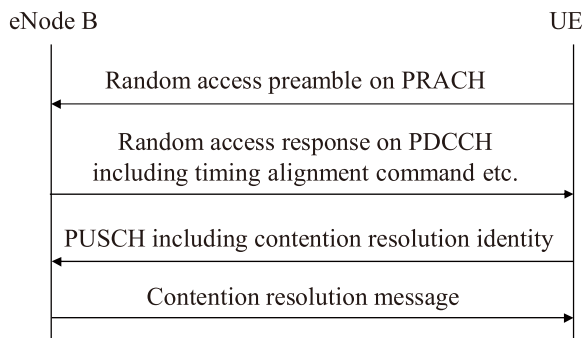 eNode B
UE
Random access preamble on PRACH
Random access response on PDCCH
including timing alignment command etc.
PUSCH including contention resolution identity
Contention resolution message